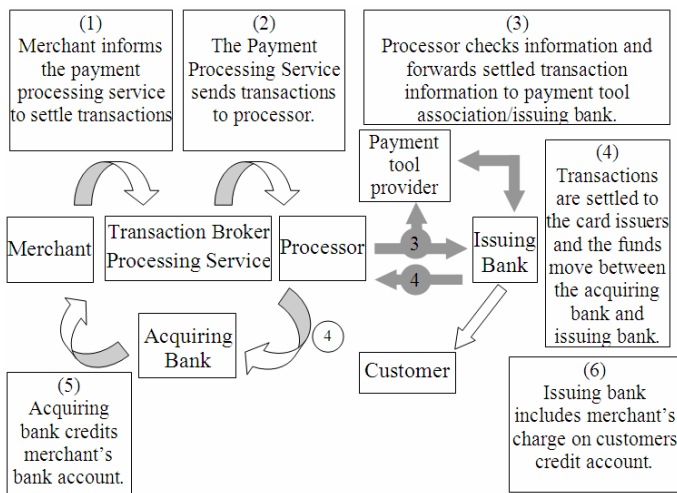 (1)
Merchant informs
the payment
processing service
to settle transactions
(2)
The Payment
Processing Service
sends transactions
to processor.
(3)
Processor checks information and
forwards settled transaction
information to payment tool
association/issuing bank.
Payment
tool
provider
(4)
Transactions
are settled to
the card issuers
and the funds
move between
the acquiring
bank and
issuing bank.
Merchant
Transaction Broker
Processing Service
Processor
3
4
Issuing
Bank
Acquiring
Bank
4
Customer
(5)
Acquiring
bank credits
merchant's
bank account.
(6)
Issuing bank
includes merchant's
charge on customers
credit account.